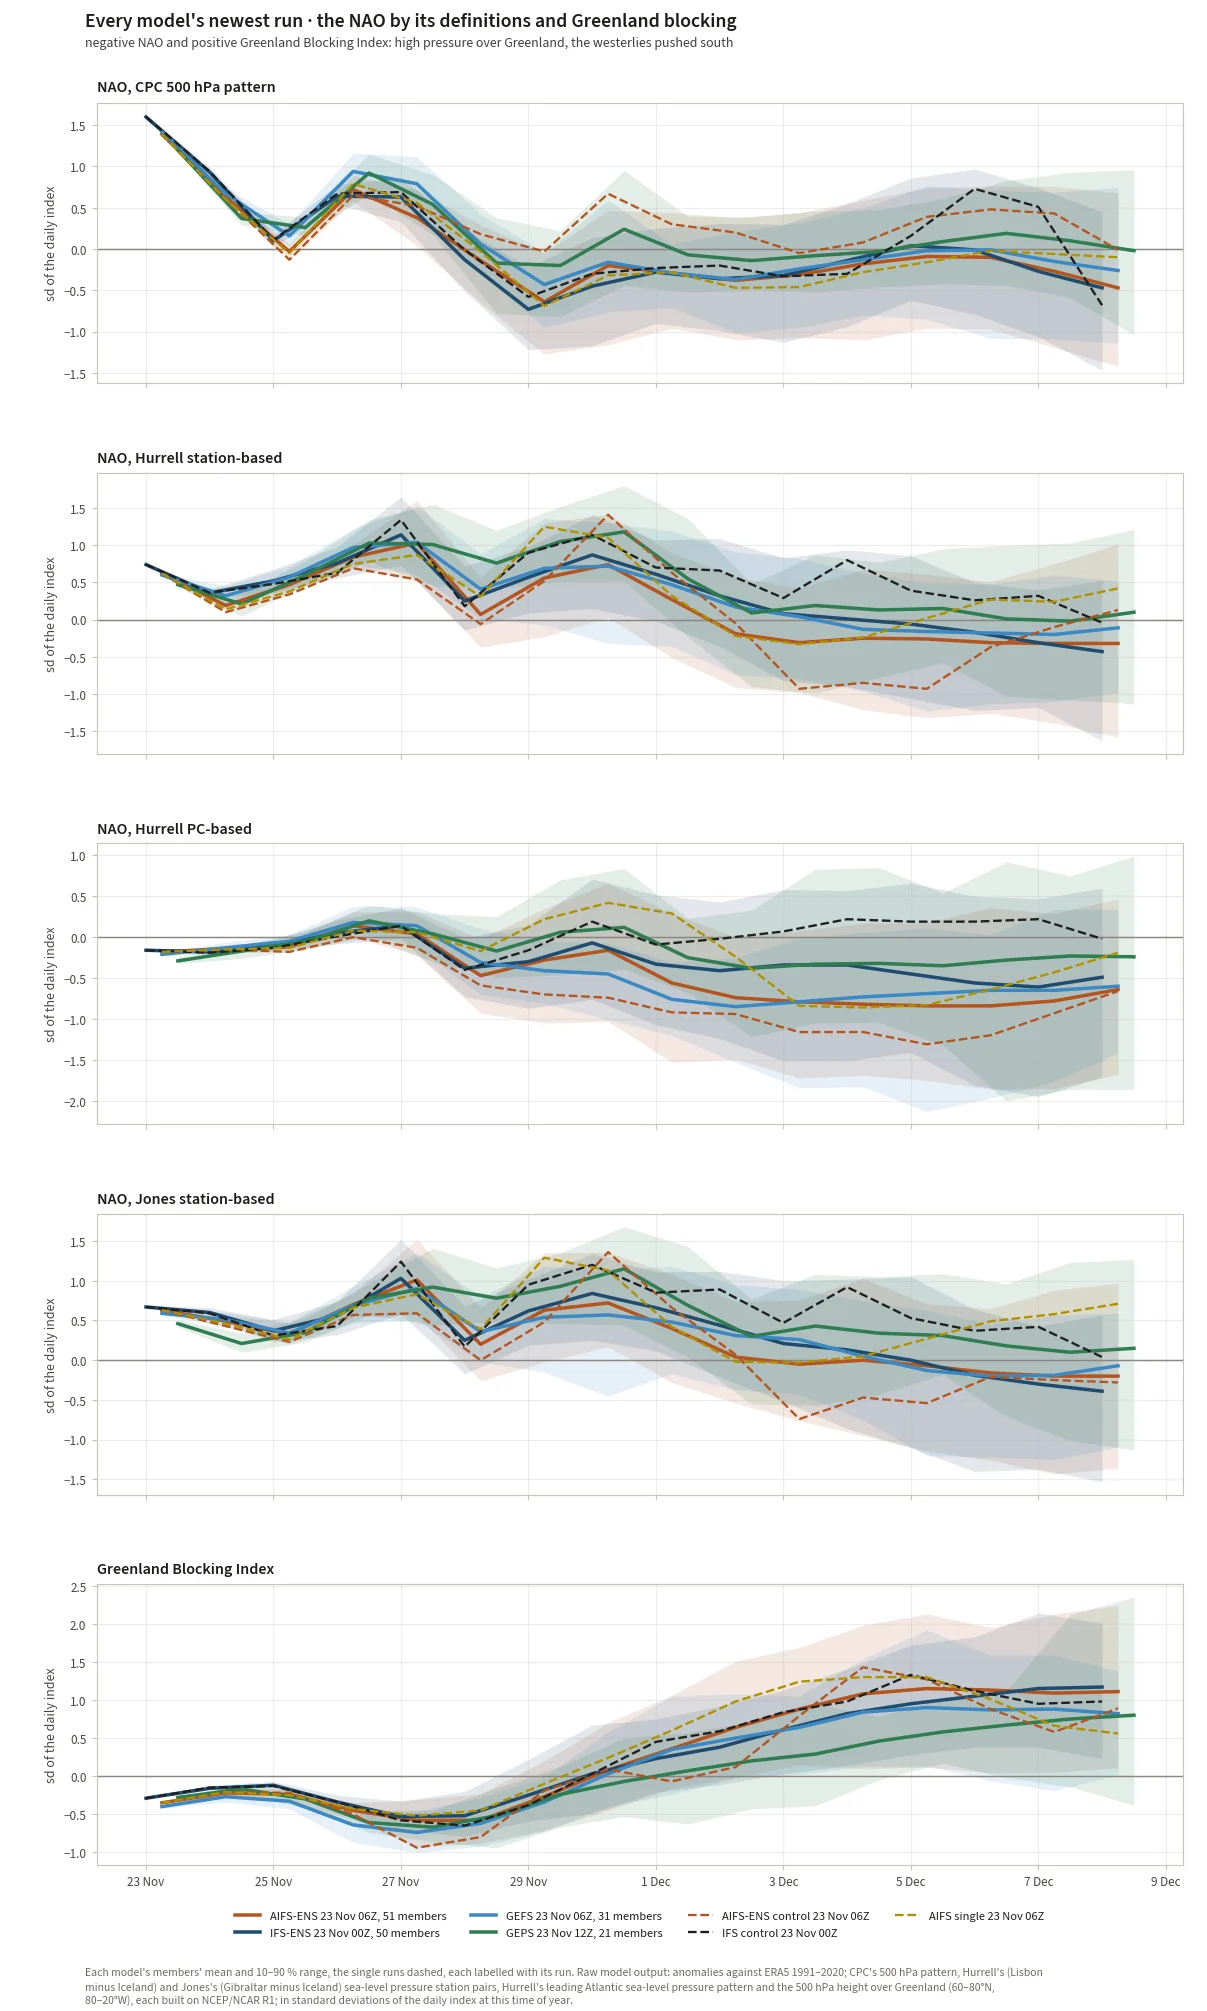 Every model's newest run · the NAO by its definitions and Greenland blocking
negative NAO and positive Greenland Blocking Index: high pressure over Greenland, the westerlies pushed south
NAO, CPC 500 hPa pattern
1.5
1.0
0.5
0.0
−0.5
−1.0
−1.5
sd of the daily index
NAO, Hurrell station-based
1.5
1.0
0.5
0.0
−0.5
−1.0
−1.5
sd of the daily index
NAO, Hurrell PC-based
1.0
0.5
0.0
−0.5
−1.0
−1.5
−2.0
sd of the daily index
NAO, Jones station-based
1.5
1.0
0.5
0.0
−0.5
−1.0
−1.5
sd of the daily index
Greenland Blocking Index
2.5
2.0
1.5
1.0
0.5
0.0
−0.5
−1.0
sd of the daily index
23 Nov 25 Nov 27 Nov 29 Nov 1 Dec 3 Dec 5 Dec 7 Dec 9 Dec
AIFS-ENS 23 Nov 06Z, 51 members GEFS 23 Nov 06Z, 31 members AIFS-ENS control 23 Nov 06Z AIFS single 23 Nov 06Z
IFS-ENS 23 Nov 00Z, 50 members GEPS 23 Nov 12Z, 21 members IFS control 23 Nov 00Z
Each model's members' mean and 10–90 % range, the single runs dashed, each labelled with its run. Raw model output: anomalies against ERA5 1991–2020; CPC's 500 hPa pattern, Hurrell's (Lisbon
minus Iceland) and Jones's (Gibraltar minus Iceland) sea-level pressure station pairs, Hurrell's leading Atlantic sea-level pressure pattern and the 500 hPa height over Greenland (60–80°N,
80–20°W), each built on NCEP/NCAR R1; in standard deviations of the daily index at this time of year.